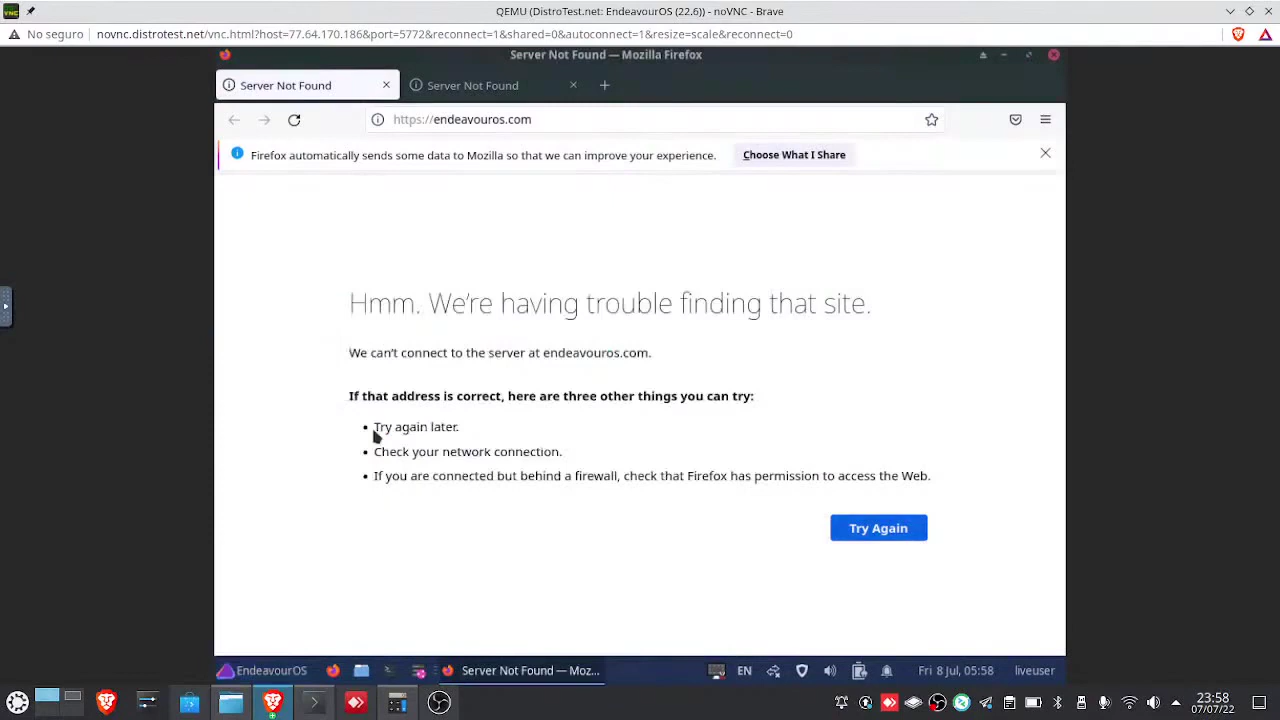 QEMU (DistroTest.net: EndeavourOS (22.6)) - noVNC - Brave
No seguro
novnc.distrotest.net/vnc.html?host=77.64.170.186&port=5772&reconnect=1&shared=0&autoconnect=1&resize=scale&reconnect=0
Server Not Found — Mozilla Firefox
Server Not Found
Server Not Found
https://endeavouros.com
Firefox automatically sends some data to Mozilla so that we can improve your experience.
Choose What I Share
Hmm. We're having trouble finding that site.
We can't connect to the server at endeavouros.com.
If that address is correct, here are three other things you can try:
Try again later.
Check your network connection.
If you are connected but behind a firewall, check that Firefox has permission to access the Web.
Try Again
EndeavourOS
Server Not Found — Moz...
EN
Fri 8 Jul, 05:58
liveuser
23:58
07/07/22